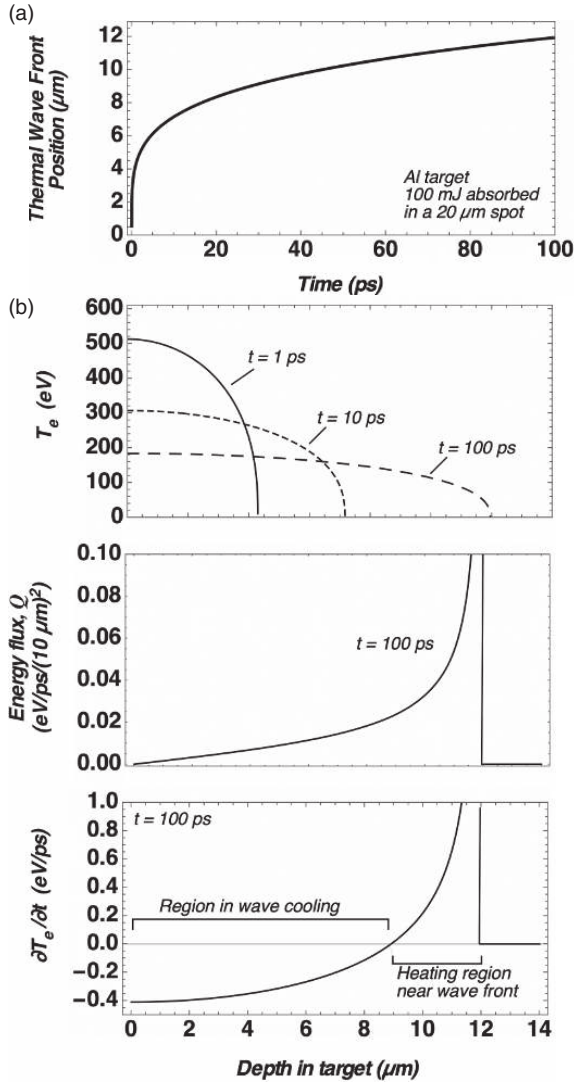 (a)
Thermal Wave Front
Position (μm)
12
10
8
6
4
2
0
Al target
100 mJ absorbed
in a 20 μm spot
0 20 40 60 80 100
Time (ps)
(b)
Te (eV)
600
500
400
300
200
100
0
t = 1 ps
t = 10 ps
t = 100 ps
Energy flux, Q
(eV/ps/(10 μm)²)
0.10
0.08
0.06
0.04
0.02
0.00
t = 100 ps
∂Te/∂t (eV/ps)
1.0
0.8
0.6
0.4
0.2
0.0
−0.2
−0.4
t = 100 ps
Region in wave cooling
Heating region
near wave front
0 2 4 6 8 10 12 14
Depth in target (μm)